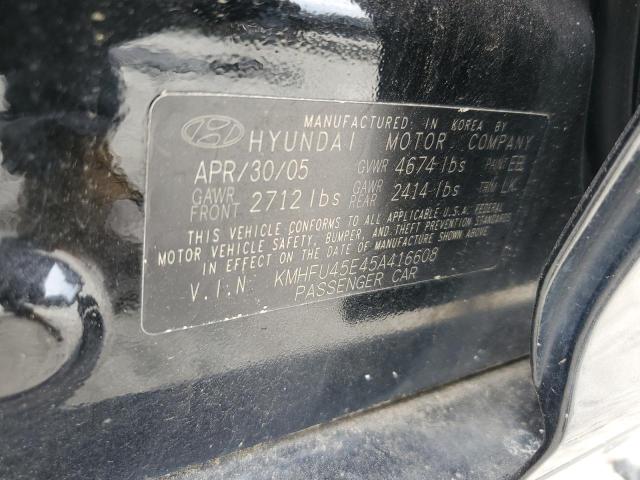 MANUFACTURED IN KOREA BY
HYUNDAI MOTOR COMPANY
APR/30/05 GVWR 4674 lbs PAINT EB
GAWR FRONT 2712 lbs GAWR REAR 2414 lbs TRIM LK
THIS VEHICLE CONFORMS TO ALL APPLICABLE U.S.A. FEDERAL
MOTOR VEHICLE SAFETY, BUMPER, AND THEFT PREVENTION STANDARDS
IN EFFECT ON THE DATE OF MANUFACTURE SHOWN ABOVE.
V.I.N. KMHFU45E45A416608
PASSENGER CAR